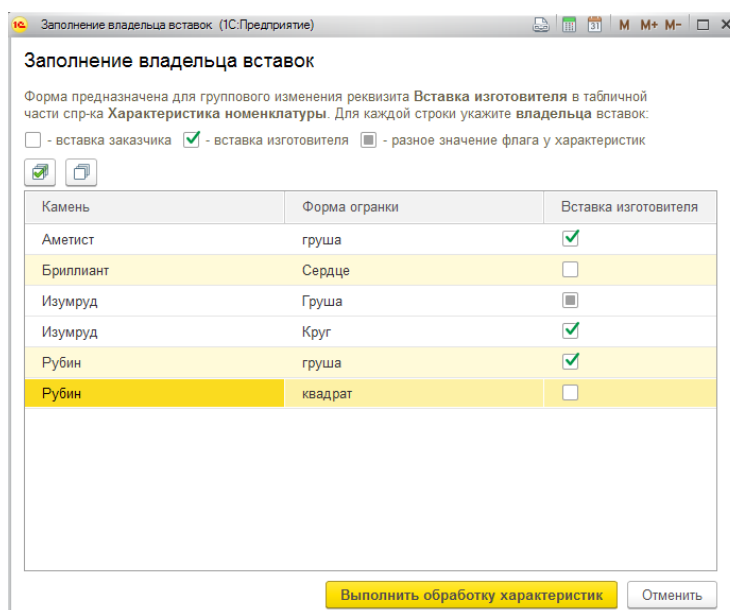 1С Заполнение владельца вставок (1С:Предприятие) 31 M M+ M-
Заполнение владельца вставок
Форма предназначена для группового изменения реквизита Вставка изготовителя в табличной
части спр-ка Характеристика номенклатуры. Для каждой строки укажите владельца вставок:
- вставка заказчика - вставка изготовителя - разное значение флага у характеристик
Камень Форма огранки Вставка изготовителя
Аметист груша
Бриллиант Сердце
Изумруд Груша
Изумруд Круг
Рубин груша
Рубин квадрат
Выполнить обработку характеристик Отменить